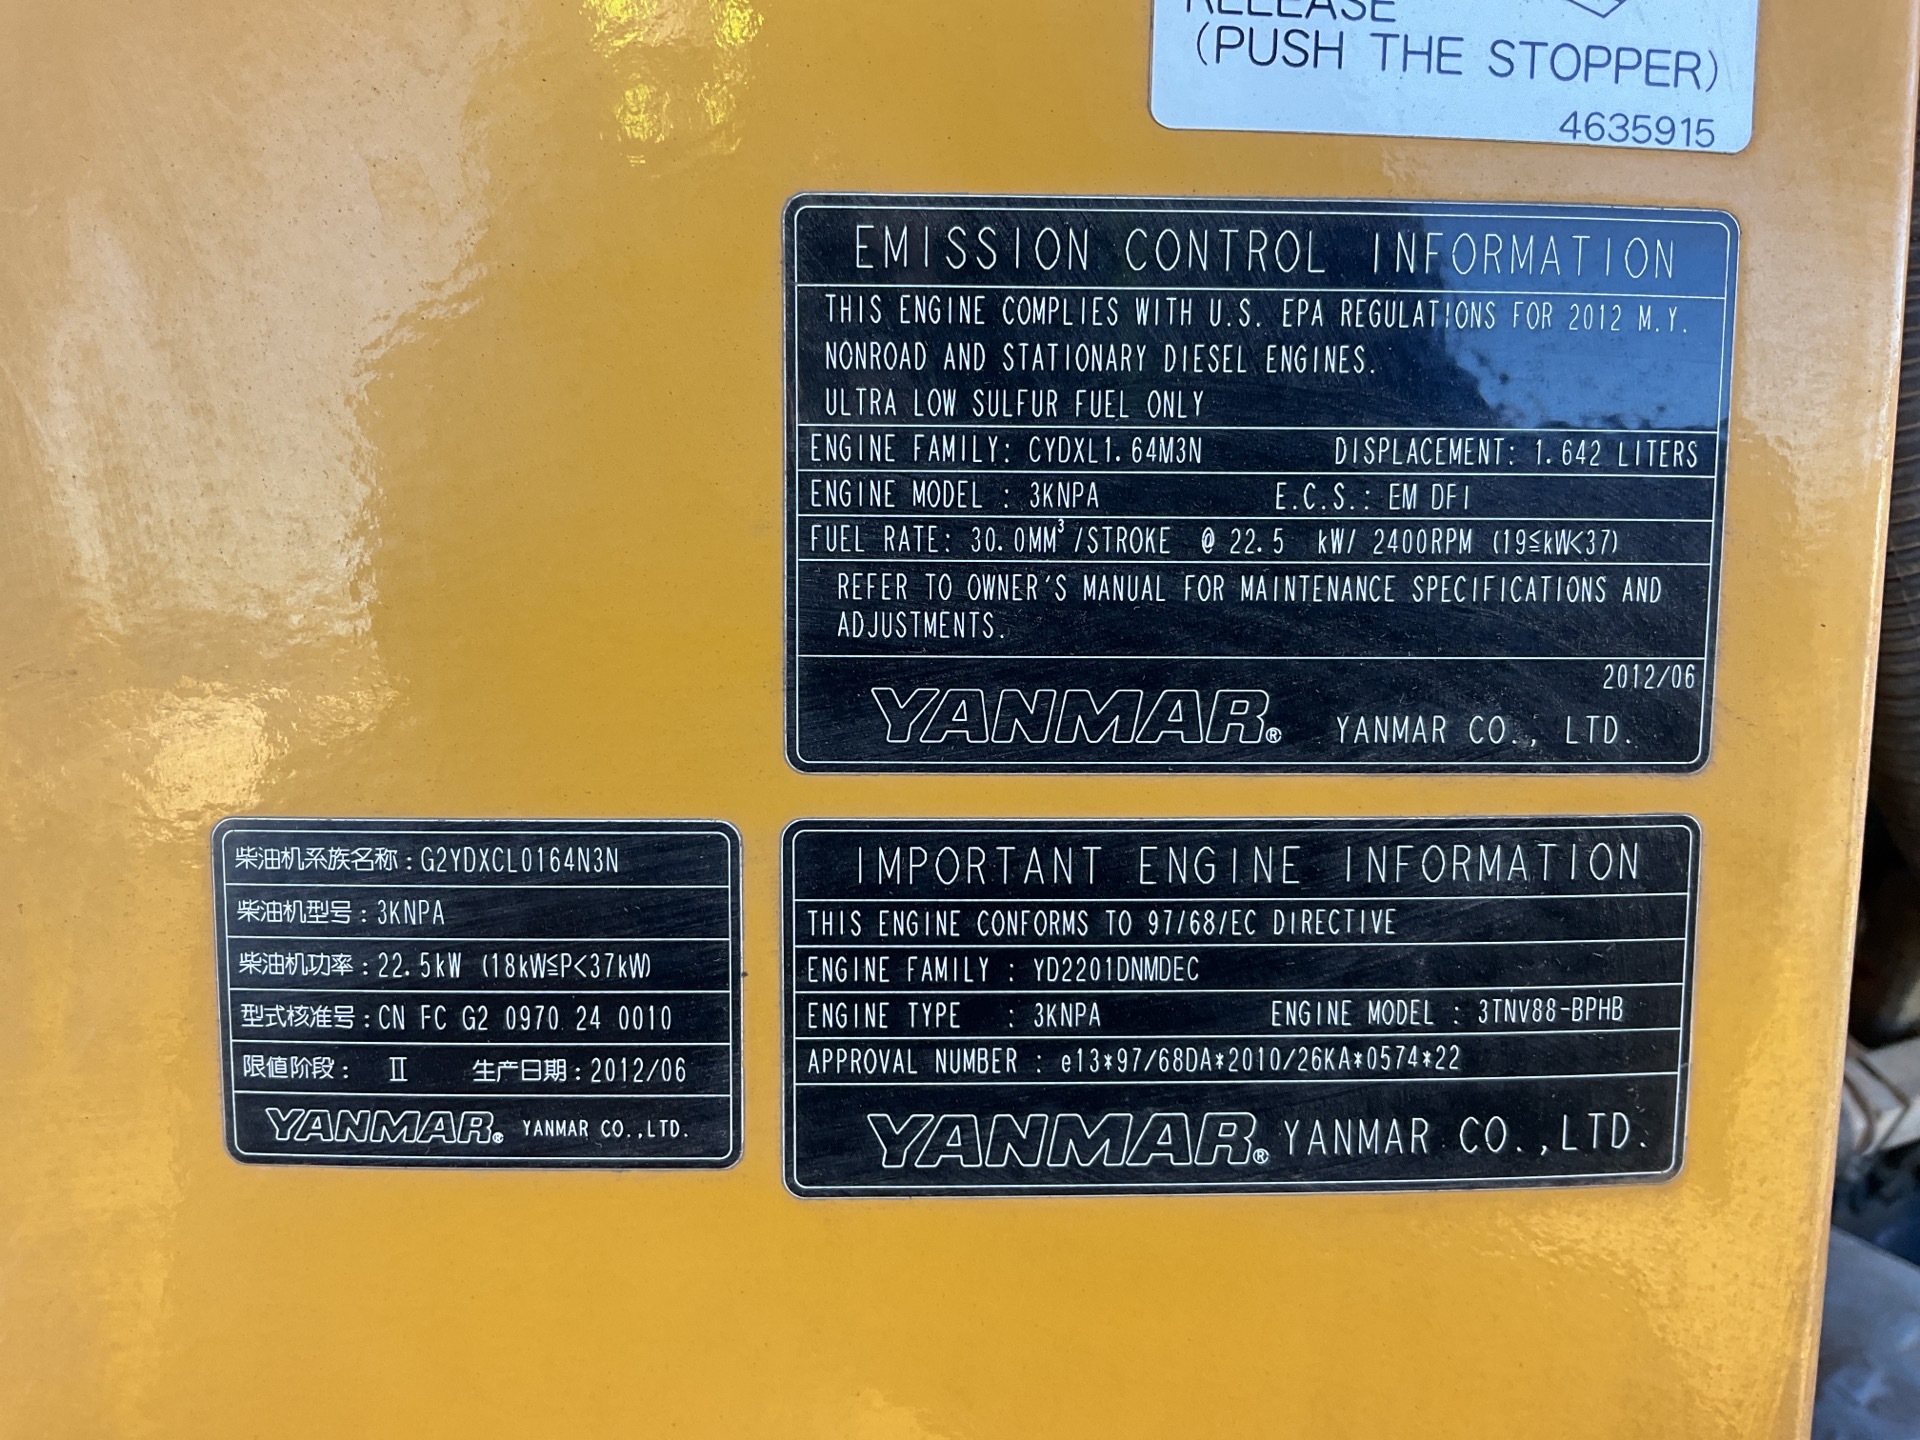 RELEASE
(PUSH THE STOPPER)
4635915
EMISSION CONTROL INFORMATION
THIS ENGINE COMPLIES WITH U.S. EPA REGULATIONS FOR 2012 M.Y.
NONROAD AND STATIONARY DIESEL ENGINES.
ULTRA LOW SULFUR FUEL ONLY
ENGINE FAMILY: CYDXL1.64M3N DISPLACEMENT: 1.642 LITERS
ENGINE MODEL : 3KNPA E.C.S.: EM DFI
FUEL RATE: 30.0MM³/STROKE @ 22.5 kW/ 2400RPM (19≦kW<37)
REFER TO OWNER'S MANUAL FOR MAINTENANCE SPECIFICATIONS AND
ADJUSTMENTS.
2012/06
YANMAR® YANMAR CO., LTD.
柴油机系族名称: G2YDXCL0164N3N
柴油机型号: 3KNPA
柴油机功率: 22.5kW (18kW≦P<37kW)
型式核准号: CN FC G2 0970 24 0010
限值阶段: Ⅱ 生产日期: 2012/06
YANMAR® YANMAR CO.,LTD.
IMPORTANT ENGINE INFORMATION
THIS ENGINE CONFORMS TO 97/68/EC DIRECTIVE
ENGINE FAMILY : YD2201DNMDEC
ENGINE TYPE : 3KNPA ENGINE MODEL : 3TNV88-BPHB
APPROVAL NUMBER : e13*97/68DA*2010/26KA*0574*22
YANMAR® YANMAR CO.,LTD.